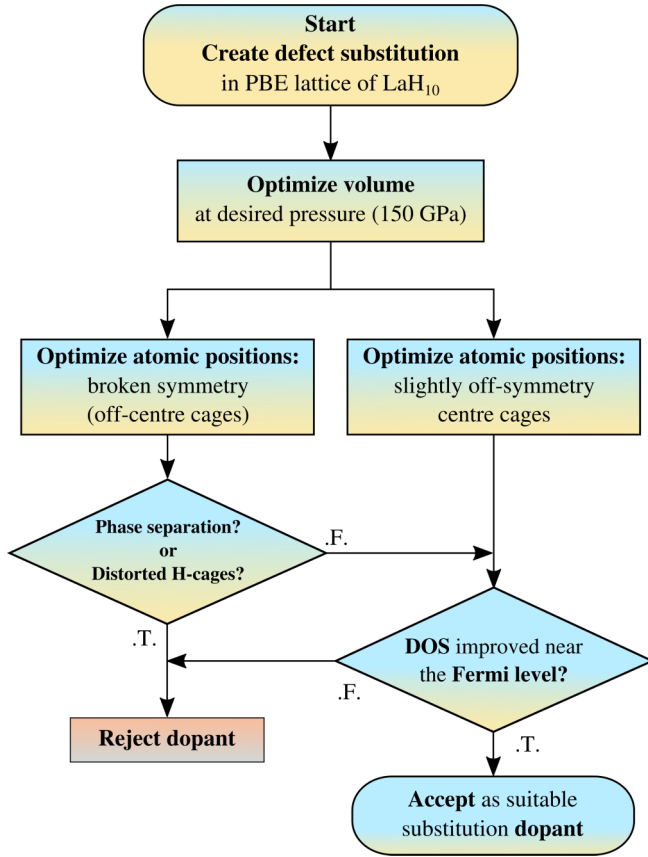 Start
Create defect substitution
in PBE lattice of LaH₁₀
Optimize volume
at desired pressure (150 GPa)
Optimize atomic positions:
broken symmetry
(off-centre cages)
Optimize atomic positions:
slightly off-symmetry
centre cages
Phase separation?
or
Distorted H-cages?
.F.
.T.
DOS improved near
the Fermi level?
.F.
.T.
Reject dopant
Accept as suitable
substitution dopant